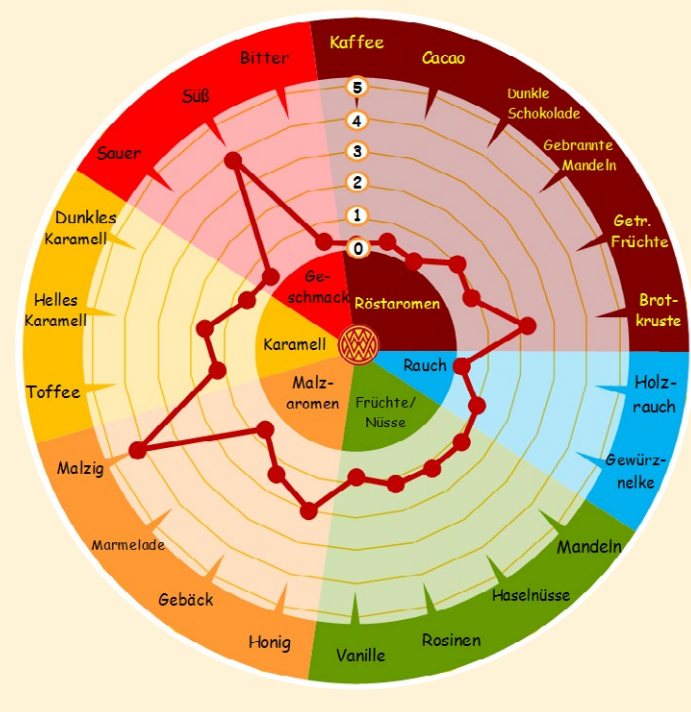 Kaffee
Cacao
Dunkle
Schokolade
Gebrannte
Mandeln
Getr.
Früchte
Brot-
kruste
Holz-
rauch
Gewürz-
nelke
Mandeln
Haselnüsse
Rosinen
Vanille
Honig
Gebäck
Marmelade
Malzig
Toffee
Helles
Karamell
Dunkles
Karamell
Sauer
Süß
Bitter
5
4
3
2
1
0
Ge-
schmack
Röstaromen
Karamell
Rauch
Malz-
aromen
Früchte/
Nüsse